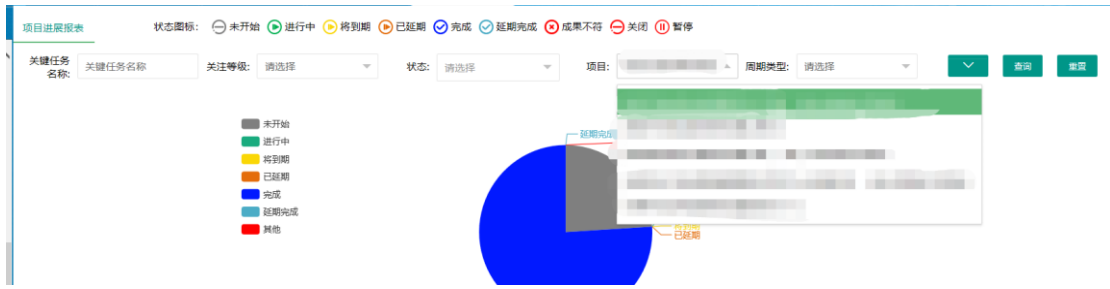 项目进展报表 状态图标: 未开始 进行中 将到期 已延期 完成 延期完成 成果不符 关闭 暂停
关键任务名称: 关键任务名称 关注等级: 请选择 状态: 请选择 项目: 周期类型: 请选择 查询 重置
未开始
进行中
将到期
已延期
完成
延期完成
其他
延期完成
将到期
已延期